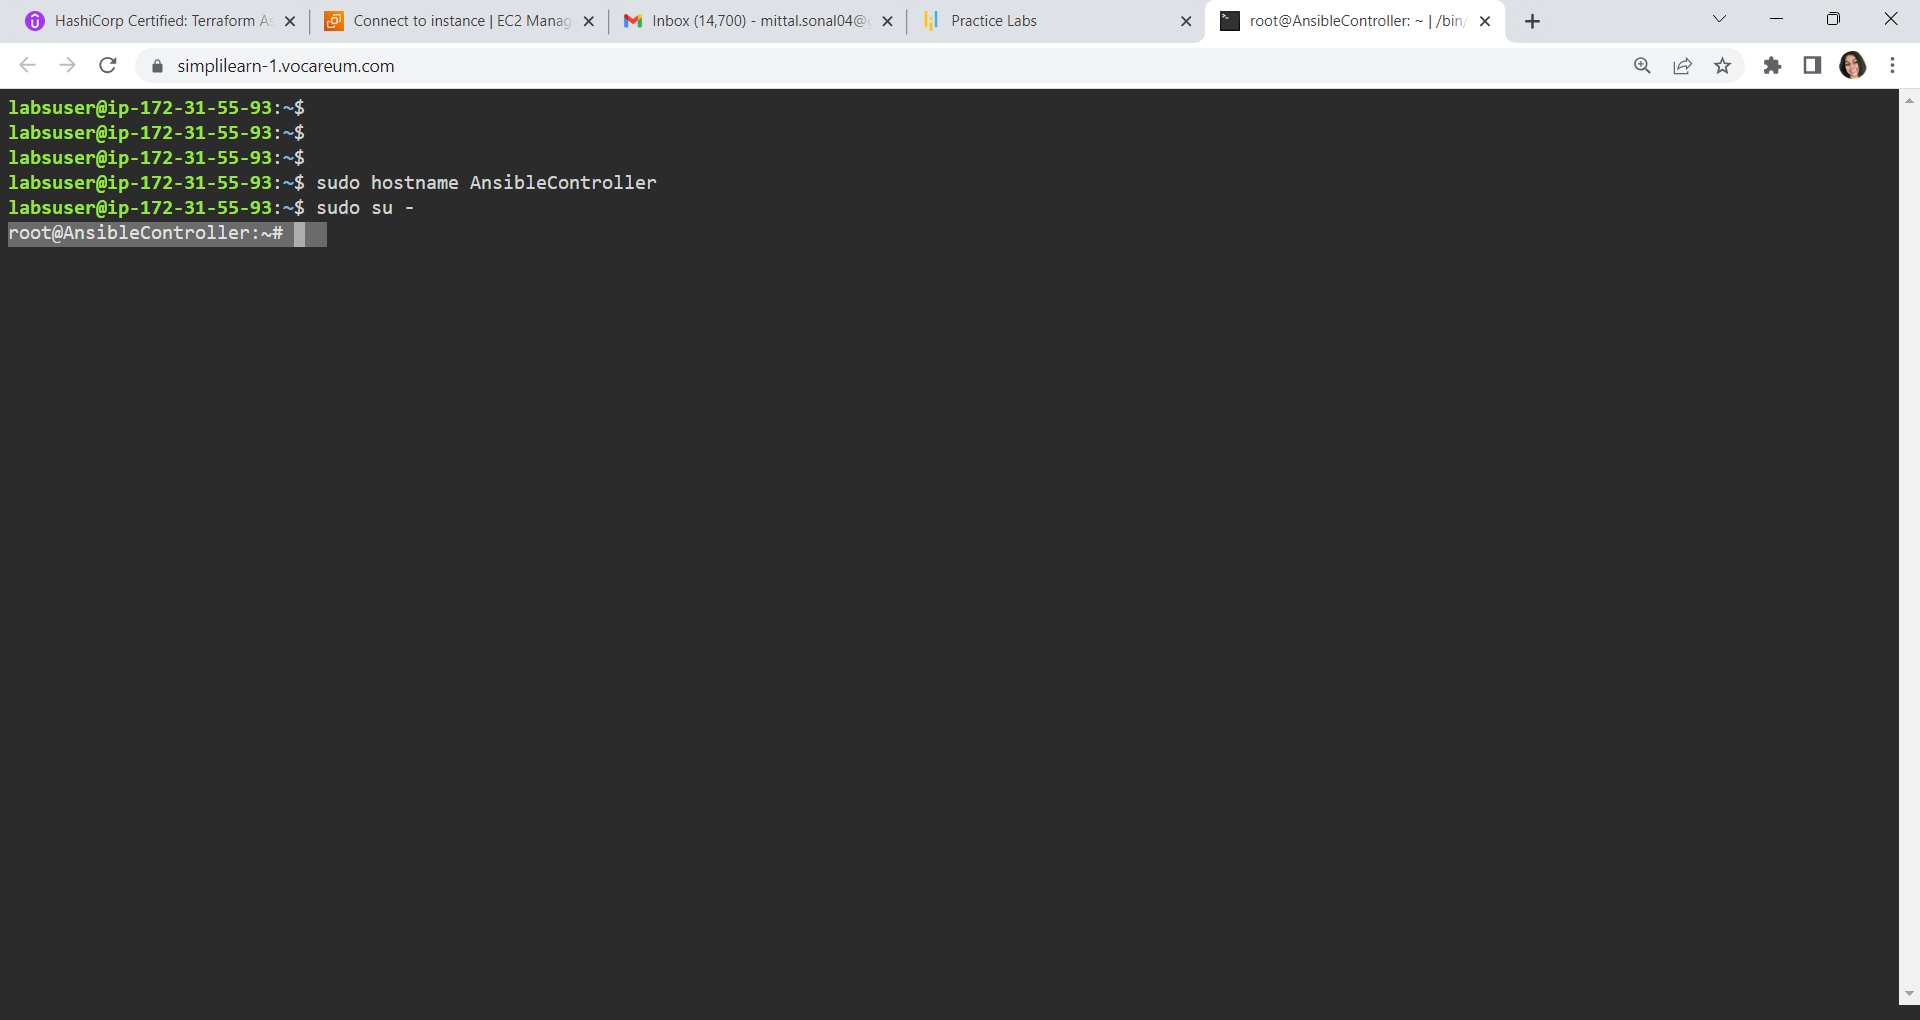 HashiCorp Certified: Terraform As
Connect to instance | EC2 Manag
Inbox (14,700) - mittal.sonal04@g
Practice Labs
root@AnsibleController: ~ | /bin/
simplilearn-1.vocareum.com
labsuser@ip-172-31-55-93:~$
labsuser@ip-172-31-55-93:~$
labsuser@ip-172-31-55-93:~$
labsuser@ip-172-31-55-93:~$ sudo hostname AnsibleController
labsuser@ip-172-31-55-93:~$ sudo su -
root@AnsibleController:~#